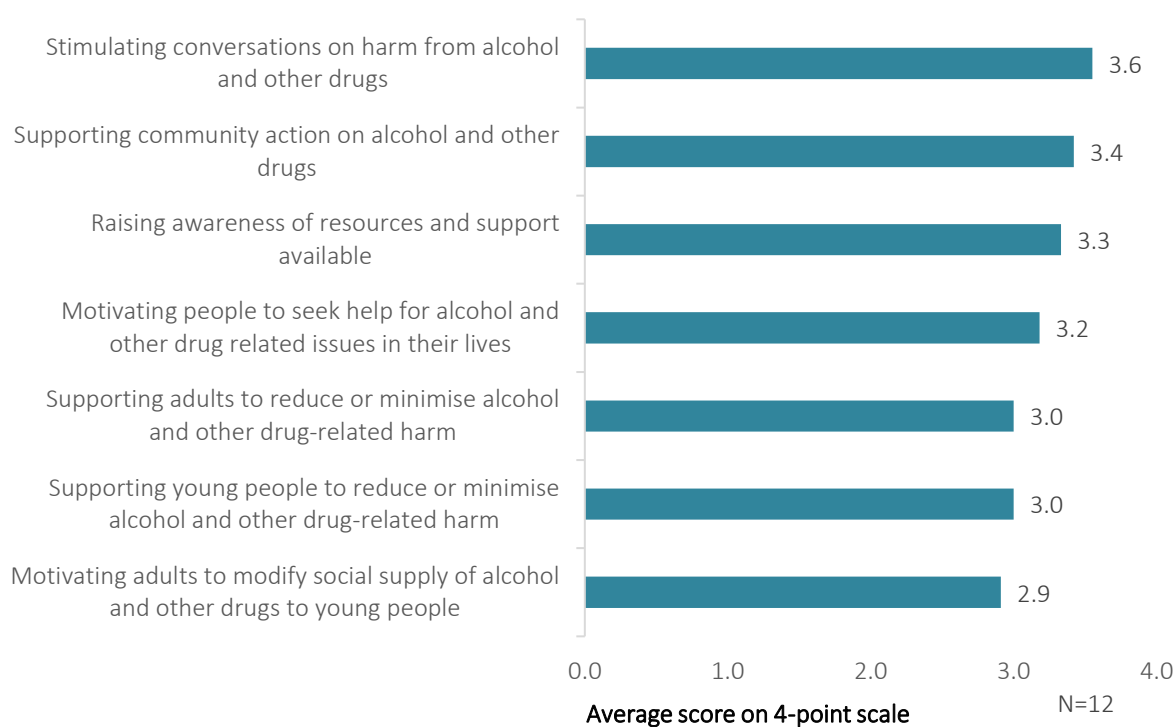 Stimulating conversations on harm from alcohol
and other drugs
3.6
Supporting community action on alcohol and other
drugs
3.4
Raising awareness of resources and support
available
3.3
Motivating people to seek help for alcohol and
other drug related issues in their lives
3.2
Supporting adults to reduce or minimise alcohol
and other drug-related harm
3.0
Supporting young people to reduce or minimise
alcohol and other drug-related harm
3.0
Motivating adults to modify social supply of alcohol
and other drugs to young people
2.9
0.0 1.0 2.0 3.0 4.0
Average score on 4-point scale
N=12